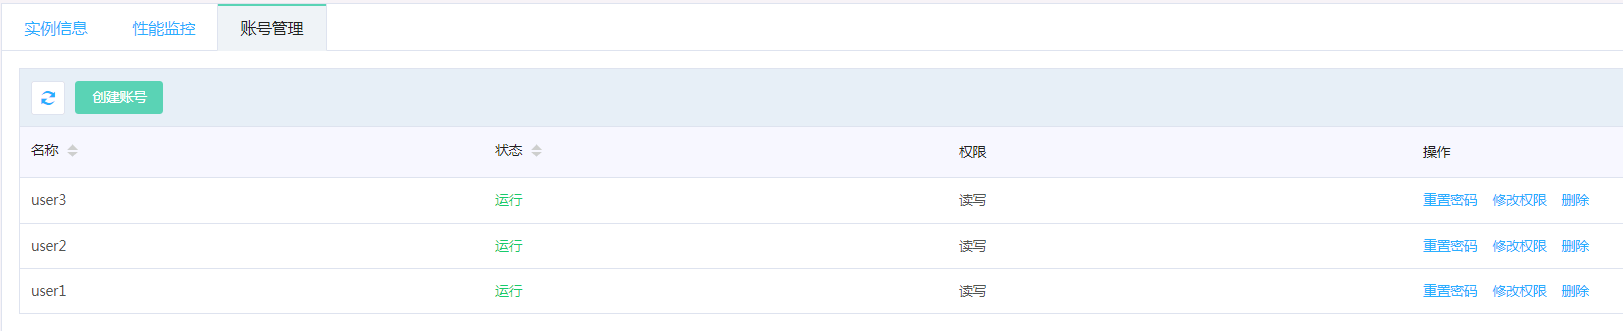 实例信息 性能监控 账号管理
创建账号
名称 状态 权限 操作
user3 运行 读写 重置密码 修改权限 删除
user2 运行 读写 重置密码 修改权限 删除
user1 运行 读写 重置密码 修改权限 删除